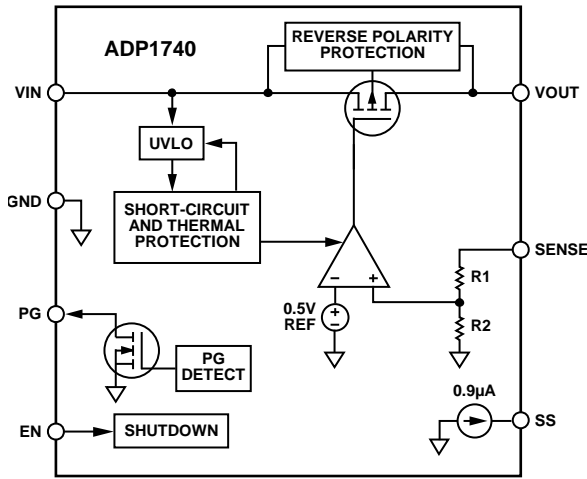 ADP1740
REVERSE POLARITY
PROTECTION
VIN
VOUT
UVLO
GND
SHORT-CIRCUIT
AND THERMAL
PROTECTION
SENSE
R1
R2
– +
0.5V
REF
+
–
PG
PG
DETECT
0.9µA
SS
EN
SHUTDOWN